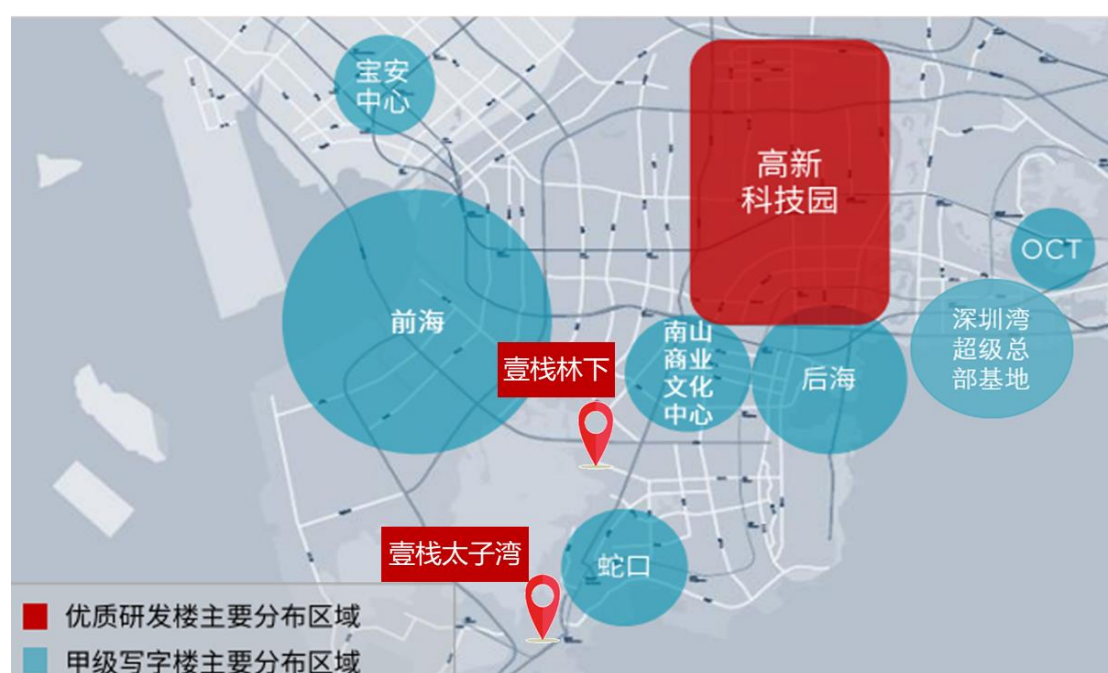 宝安
中心
高新
科技园
OCT
前海
南山
商业
文化
中心
后海
深圳湾
超级总
部基地
壹栈林下
壹栈太子湾
蛇口
优质研发楼主要分布区域
甲级写字楼主要分布区域